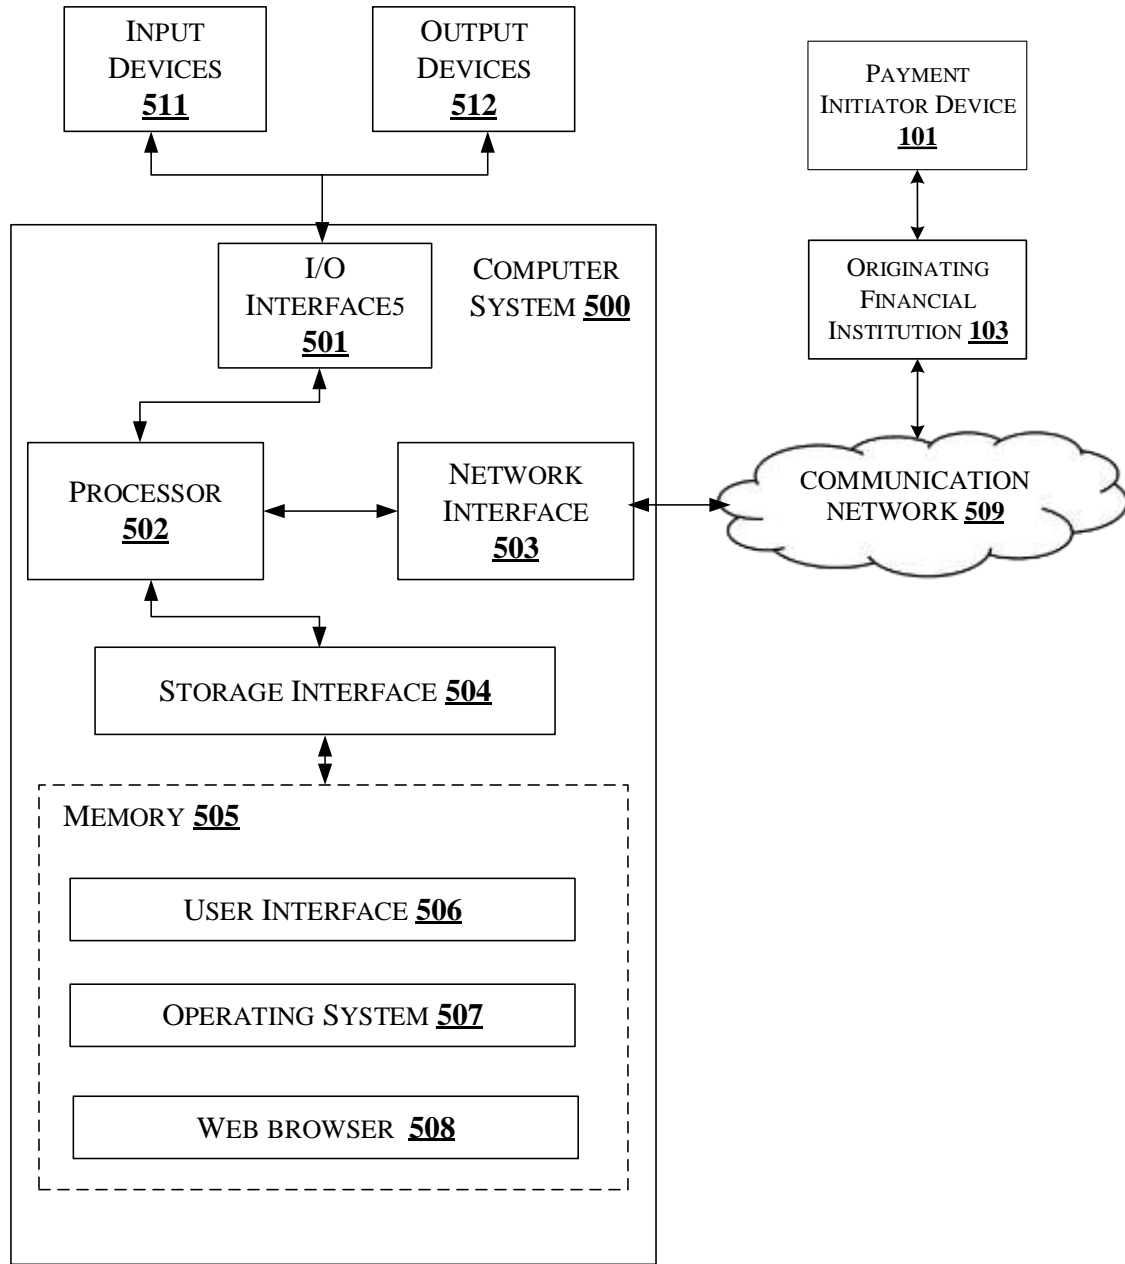 INPUT
DEVICES
511
OUTPUT
DEVICES
512
PAYMENT
INITIATOR DEVICE
101
I/O
INTERFACE5
501
COMPUTER
SYSTEM 500
ORIGINATING
FINANCIAL
INSTITUTION 103
PROCESSOR
502
NETWORK
INTERFACE
503
COMMUNICATION
NETWORK 509
STORAGE INTERFACE 504
MEMORY 505
USER INTERFACE 506
OPERATING SYSTEM 507
WEB BROWSER 508